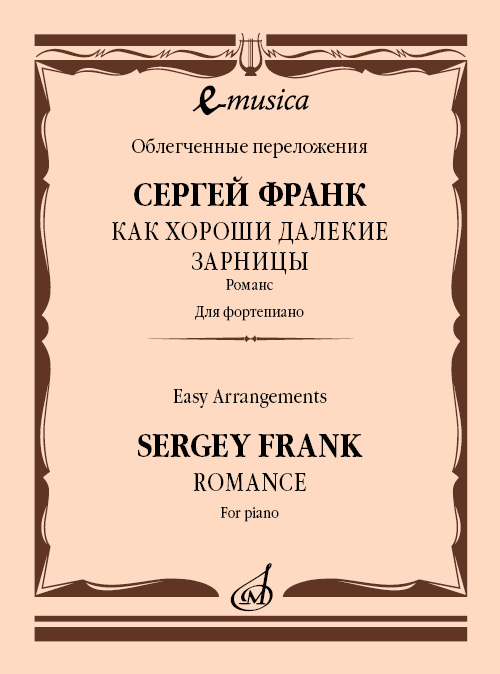 e-musica
Облегченные переложения
СЕРГЕЙ ФРАНК
КАК ХОРОШИ ДАЛЕКИЕ
ЗАРНИЦЫ
Романс
Для фортепиано
Easy Arrangements
SERGEY FRANK
ROMANCE
For piano